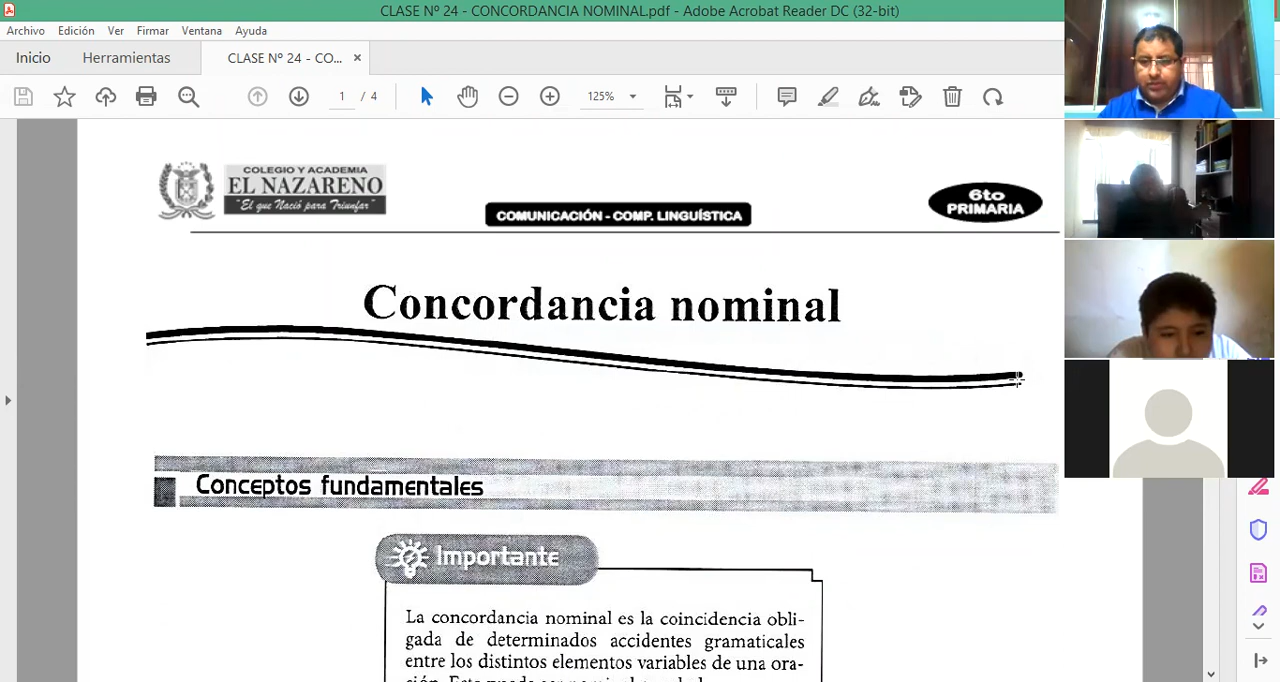 CLASE Nº 24 - CONCORDANCIA NOMINAL.pdf - Adobe Acrobat Reader DC (32-bit)
Archivo Edición Ver Firmar Ventana Ayuda
Inicio Herramientas CLASE Nº 24 - CO... ×
1 / 4 125%
COLEGIO Y ACADEMIA
EL NAZARENO
"El que Nació para Triunfar"
COMUNICACIÓN - COMP. LINGUÍSTICA
6to
PRIMARIA
Concordancia nominal
Conceptos fundamentales
Importante
La concordancia nominal es la coincidencia obli-
gada de determinados accidentes gramaticales
entre los distintos elementos variables de una ora-